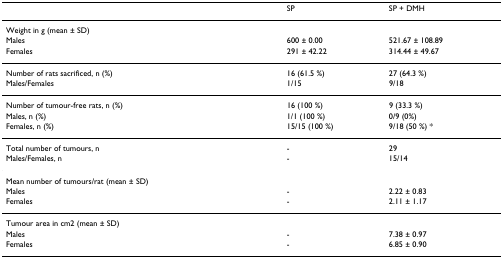 SP SP + DMH
Weight in g (mean ± SD)
Males 600 ± 0.00 521.67 ± 108.89
Females 291 ± 42.22 314.44 ± 49.67
Number of rats sacrificed, n (%) 16 (61.5 %) 27 (64.3 %)
Males/Females 1/15 9/18
Number of tumour-free rats, n (%) 16 (100 %) 9 (33.3 %)
Males, n (%) 1/1 (100 %) 0/9 (0%)
Females, n (%) 15/15 (100 %) 9/18 (50 %) *
Total number of tumours, n - 29
Males/Females, n - 15/14
Mean number of tumours/rat (mean ± SD)
Males - 2.22 ± 0.83
Females - 2.11 ± 1.17
Tumour area in cm2 (mean ± SD)
Males - 7.38 ± 0.97
Females - 6.85 ± 0.90